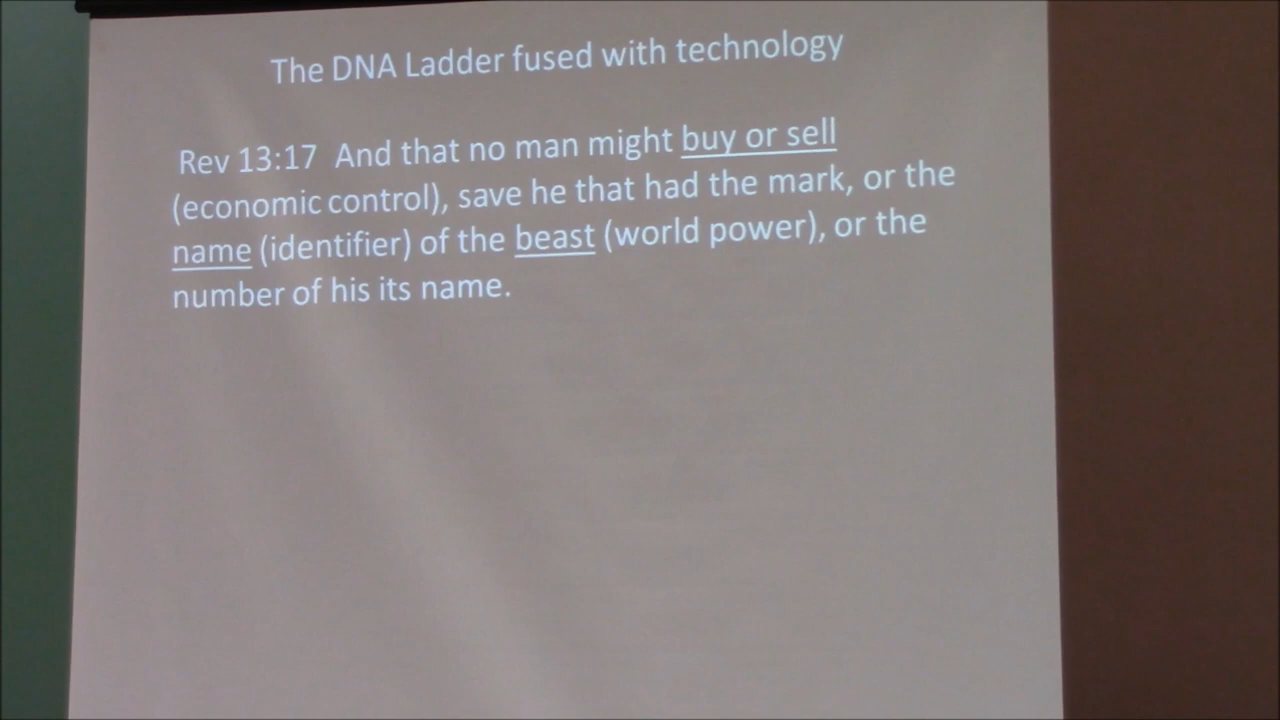 The DNA Ladder fused with technology
Rev 13:17 And that no man might buy or sell
(economic control), save he that had the mark, or the
name (identifier) of the beast (world power), or the
number of his its name.